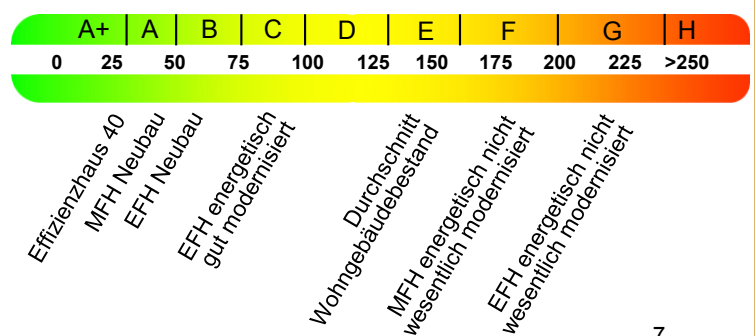 A+ A B C D E F G H
0 25 50 75 100 125 150 175 200 225 >250
Effizienzhaus 40
MFH Neubau
EFH Neubau
EFH energetisch
gut modernisiert
Durchschnitt
Wohngebäudebestand
MFH energetisch nicht
wesentlich modernisiert
EFH energetisch nicht
wesentlich modernisiert
7